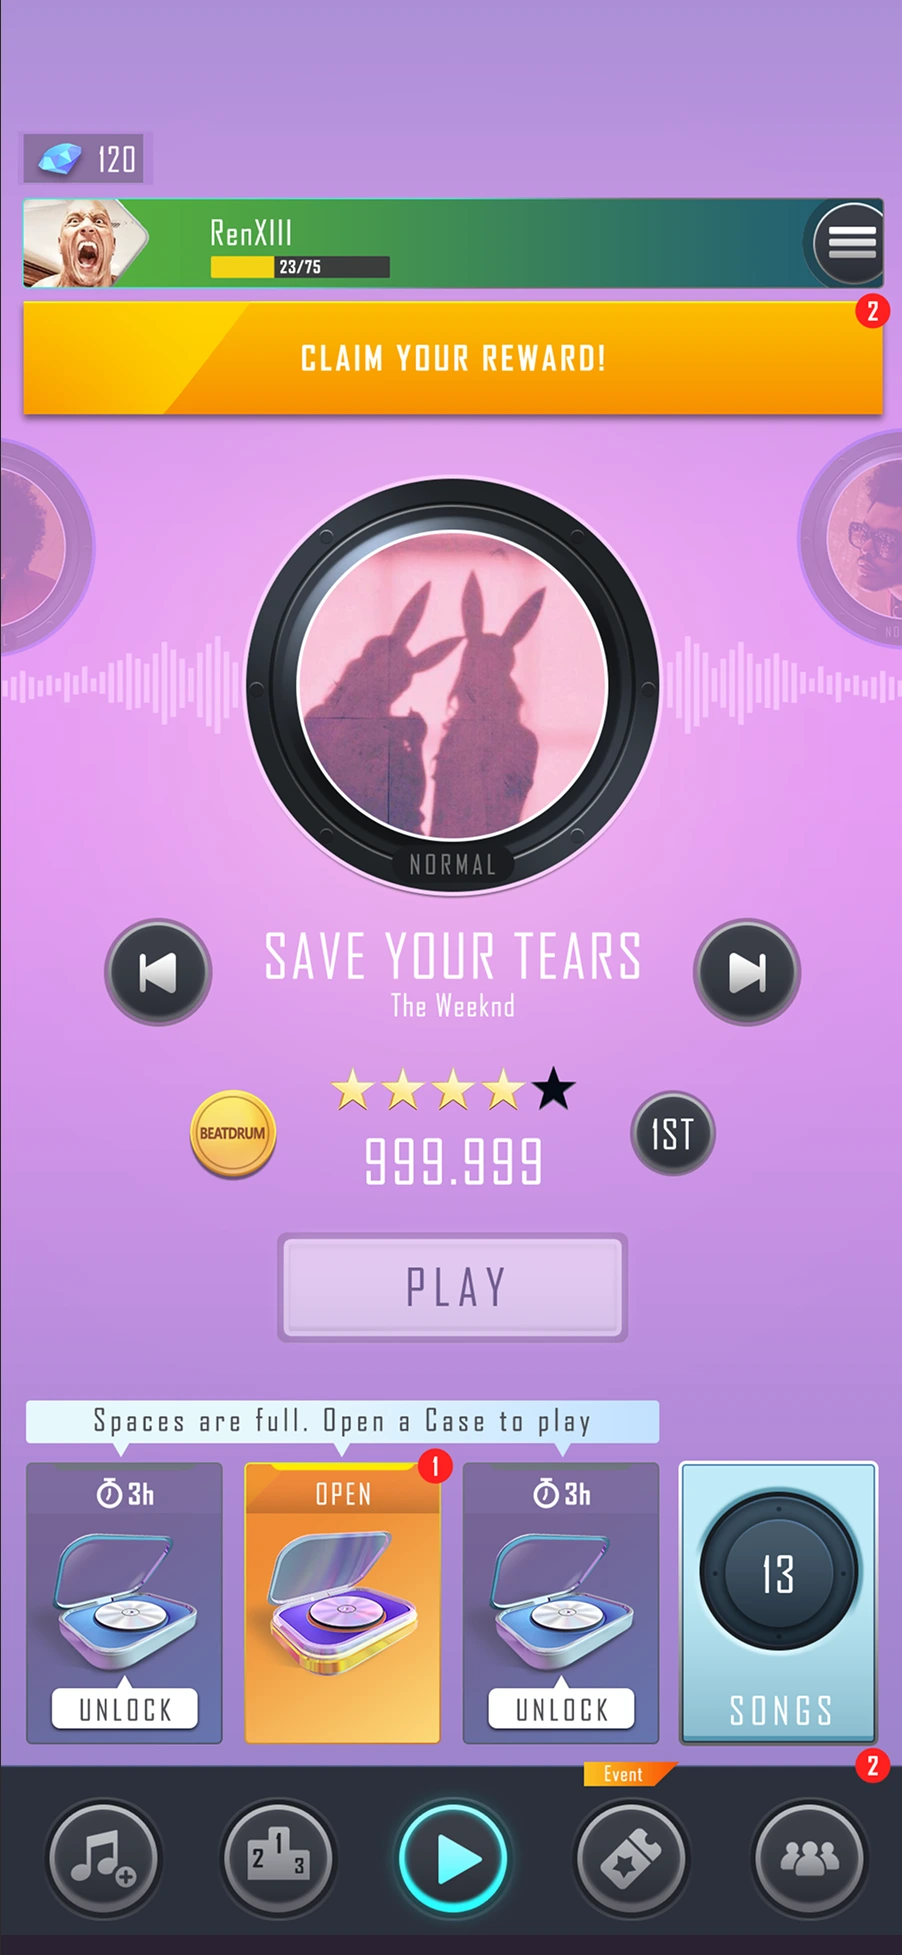 120
RenXIII
23/75
2
CLAIM YOUR REWARD!
NORMAL
SAVE YOUR TEARS
The Weeknd
BEATDRUM
999.999
1ST
PLAY
Spaces are full. Open a Case to play
3h
OPEN
1
3h
13
UNLOCK
UNLOCK
SONGS
Event
2
2 1 3